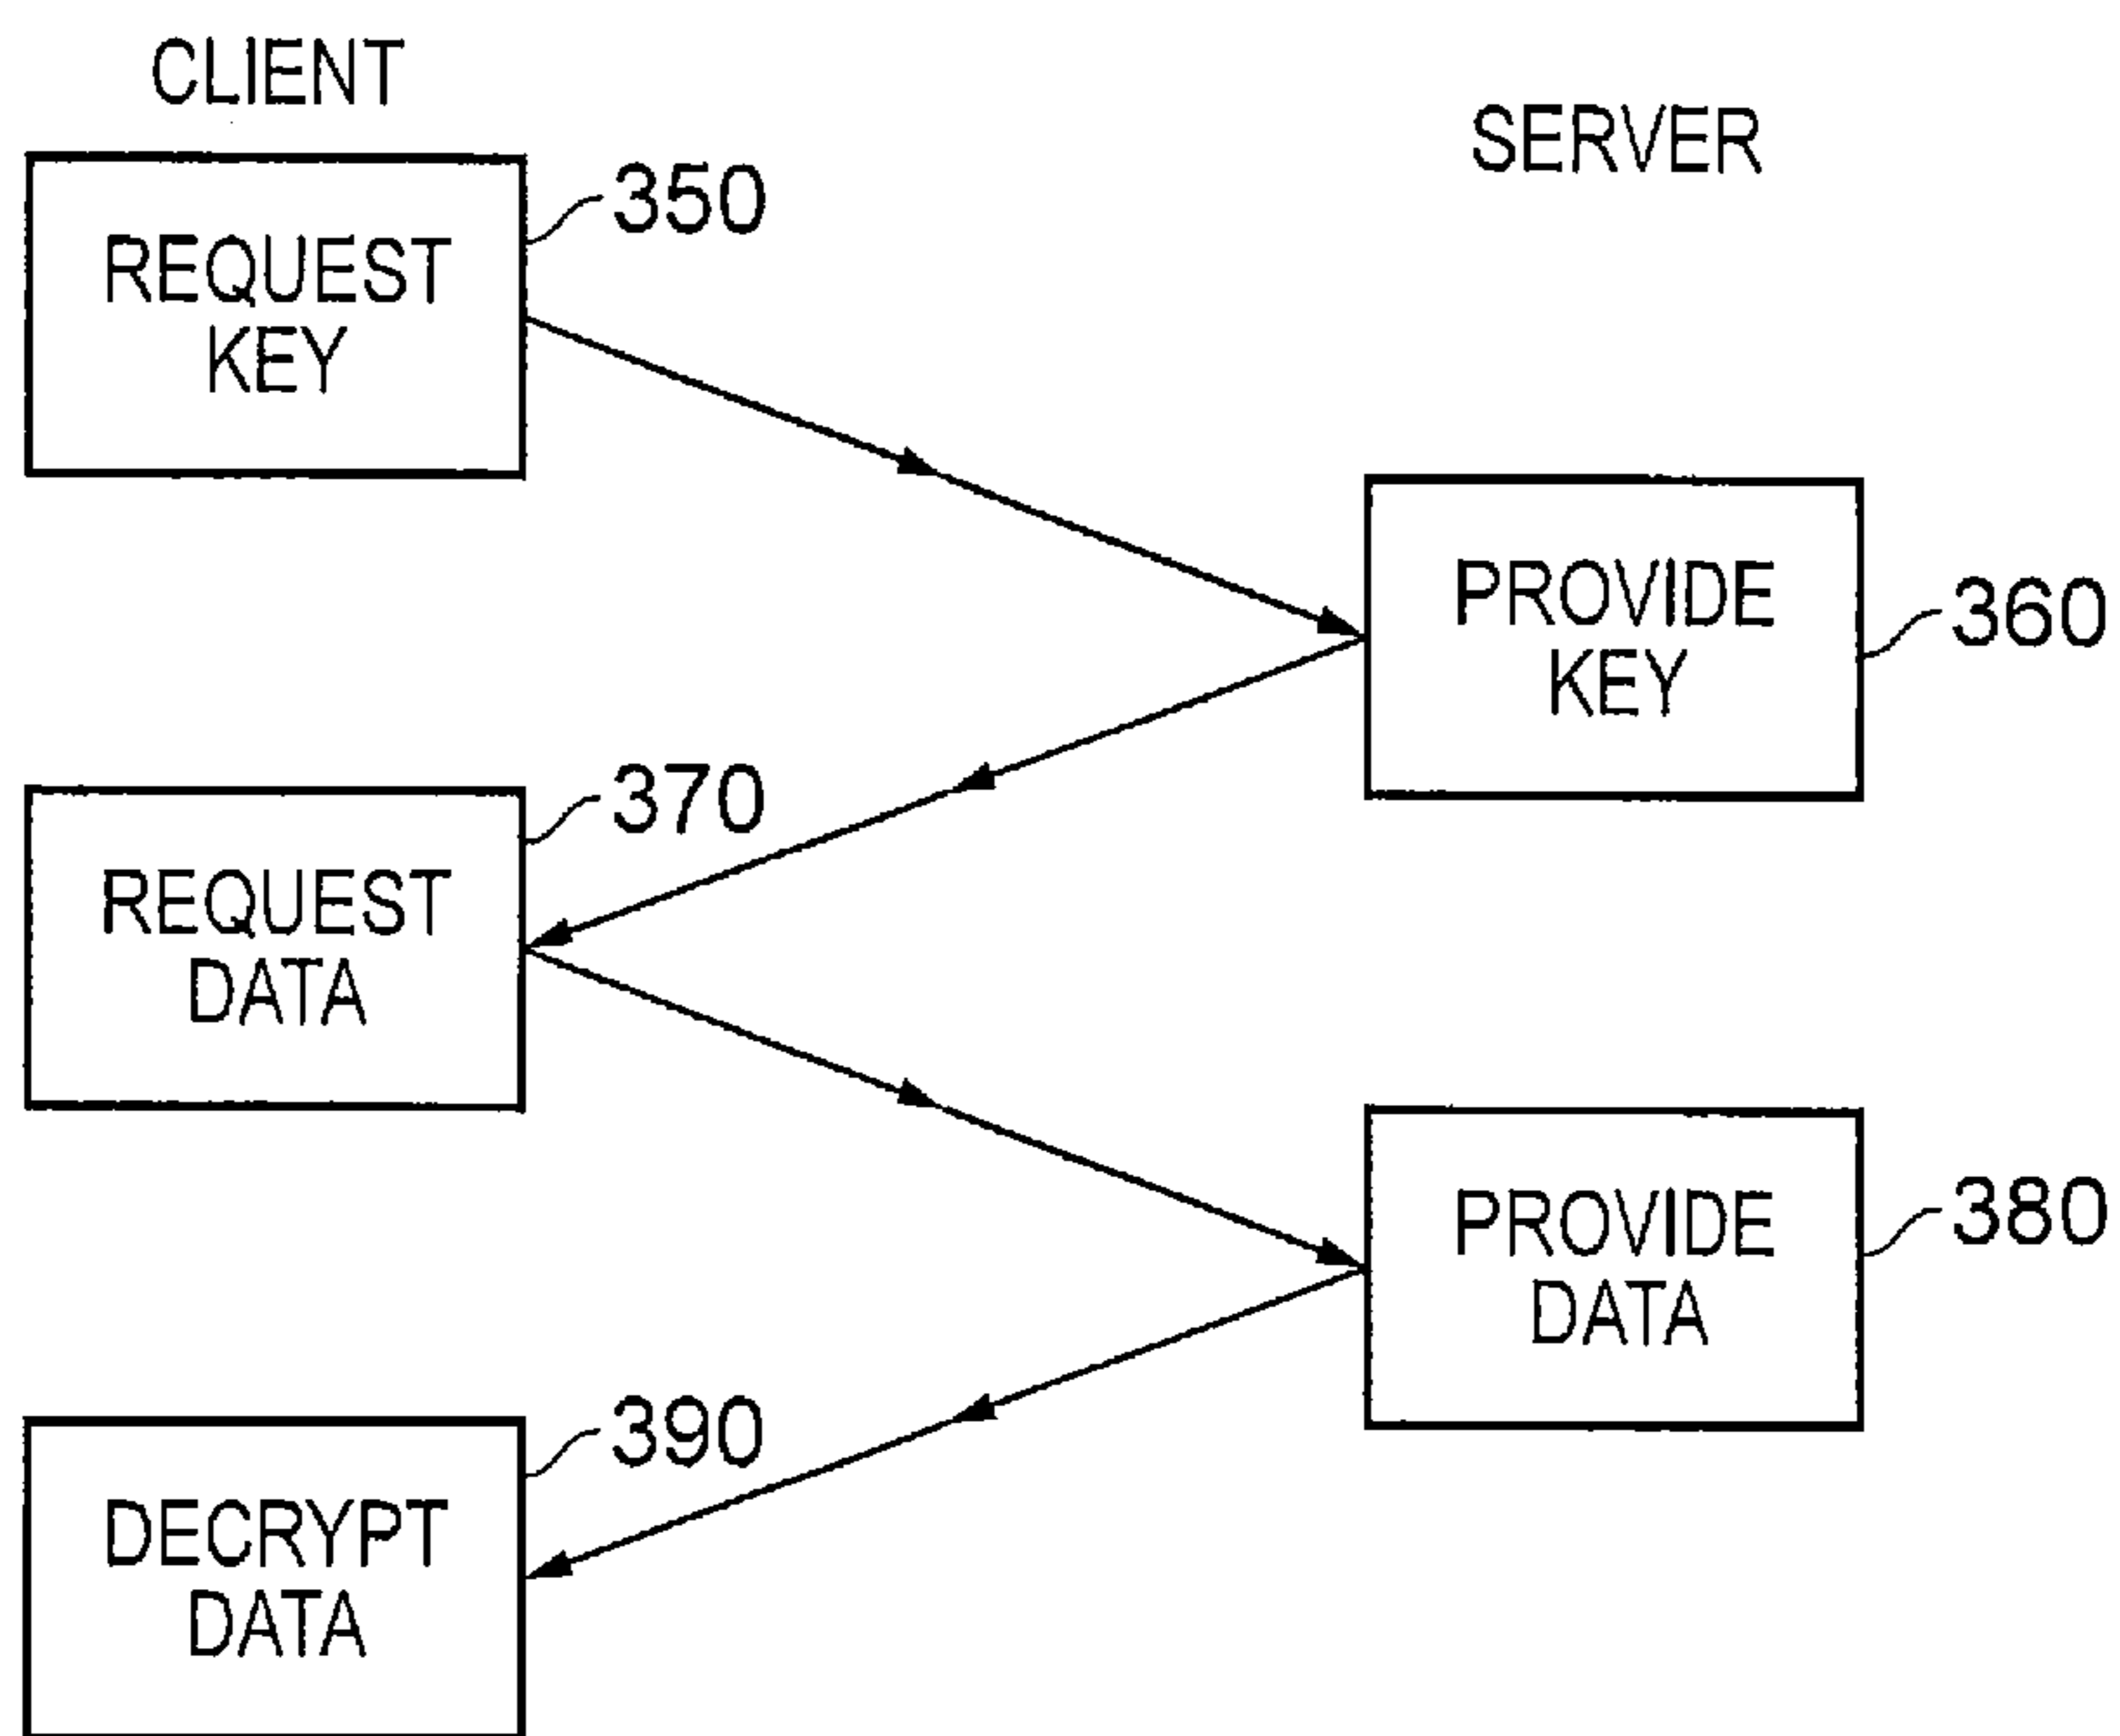 CLIENT
SERVER
350
REQUEST
KEY
PROVIDE
KEY
360
370
REQUEST
DATA
PROVIDE
DATA
380
390
DECRYPT
DATA